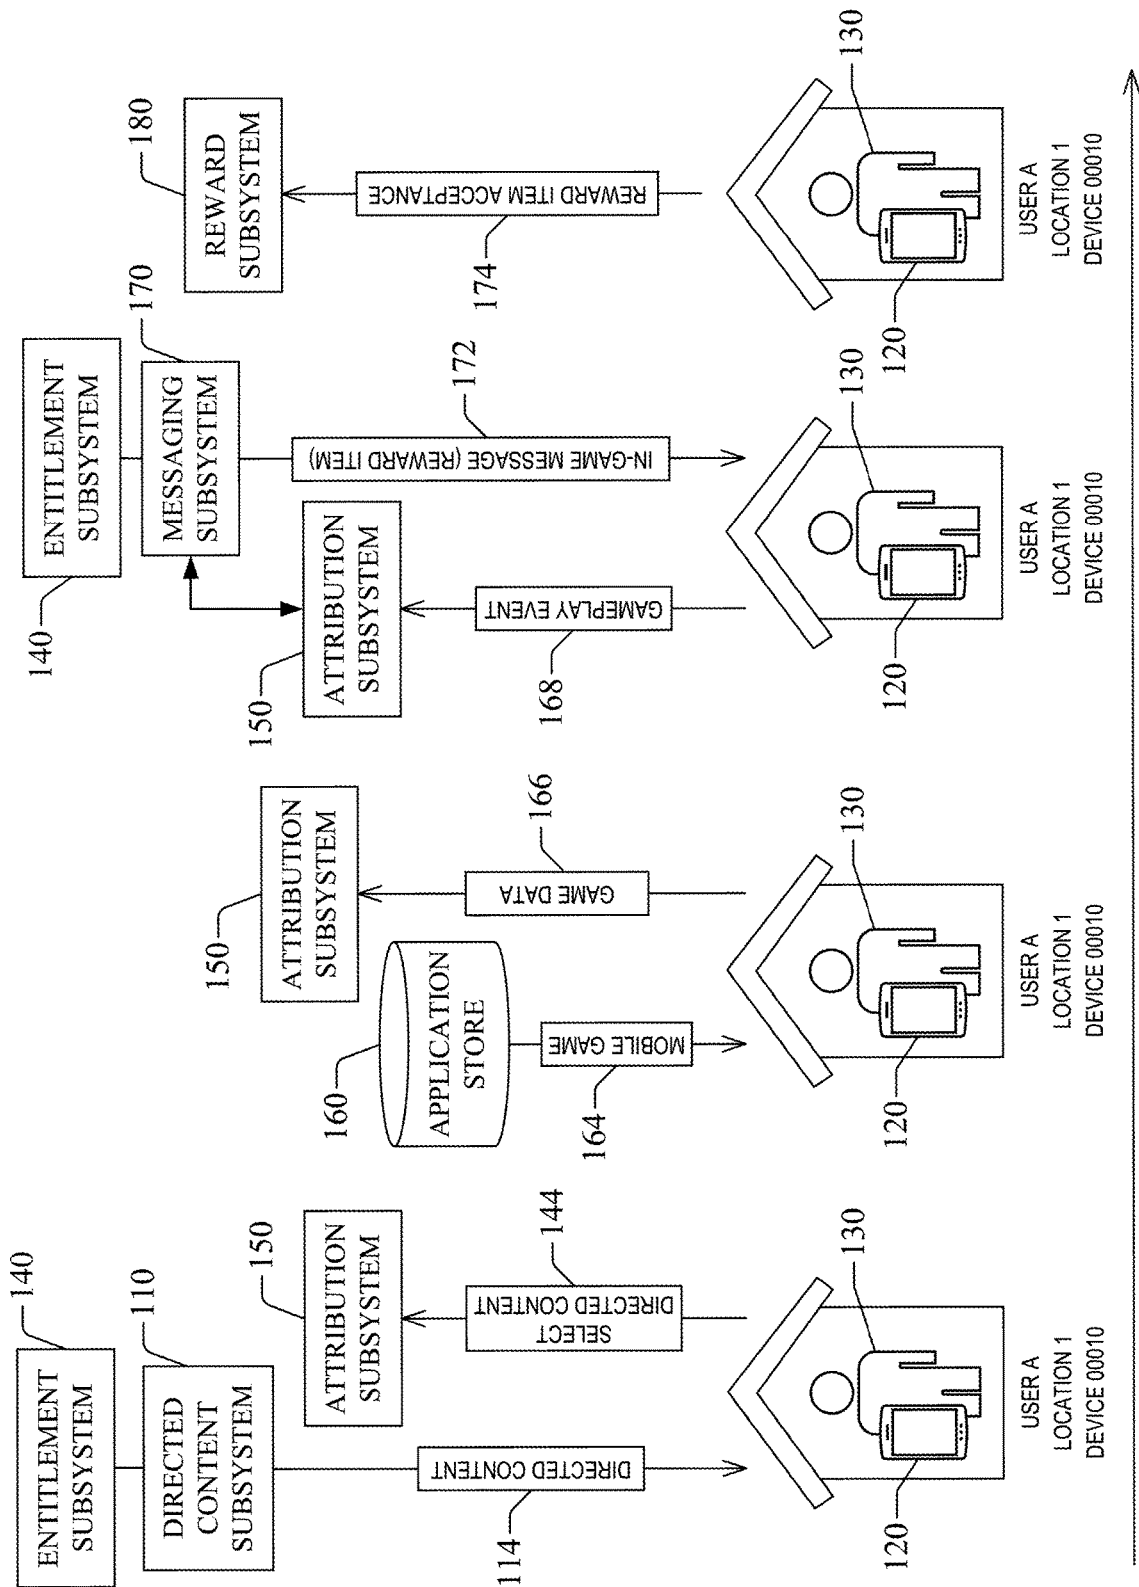 140
ENTITLEMENT
SUBSYSTEM
110
DIRECTED
CONTENT
SUBSYSTEM
114
DIRECTED CONTENT
150
ATTRIBUTION
SUBSYSTEM
144
SELECT
DIRECTED CONTENT
130
120
USER A
LOCATION 1
DEVICE 00010
160
APPLICATION
STORE
164
MOBILE GAME
150
ATTRIBUTION
SUBSYSTEM
166
GAME DATA
130
120
USER A
LOCATION 1
DEVICE 00010
140
ENTITLEMENT
SUBSYSTEM
170
MESSAGING
SUBSYSTEM
150
ATTRIBUTION
SUBSYSTEM
168
GAMEPLAY EVENT
172
IN-GAME MESSAGE (REWARD ITEM)
130
120
USER A
LOCATION 1
DEVICE 00010
180
REWARD
SUBSYSTEM
174
REWARD ITEM ACCEPTANCE
130
120
USER A
LOCATION 1
DEVICE 00010